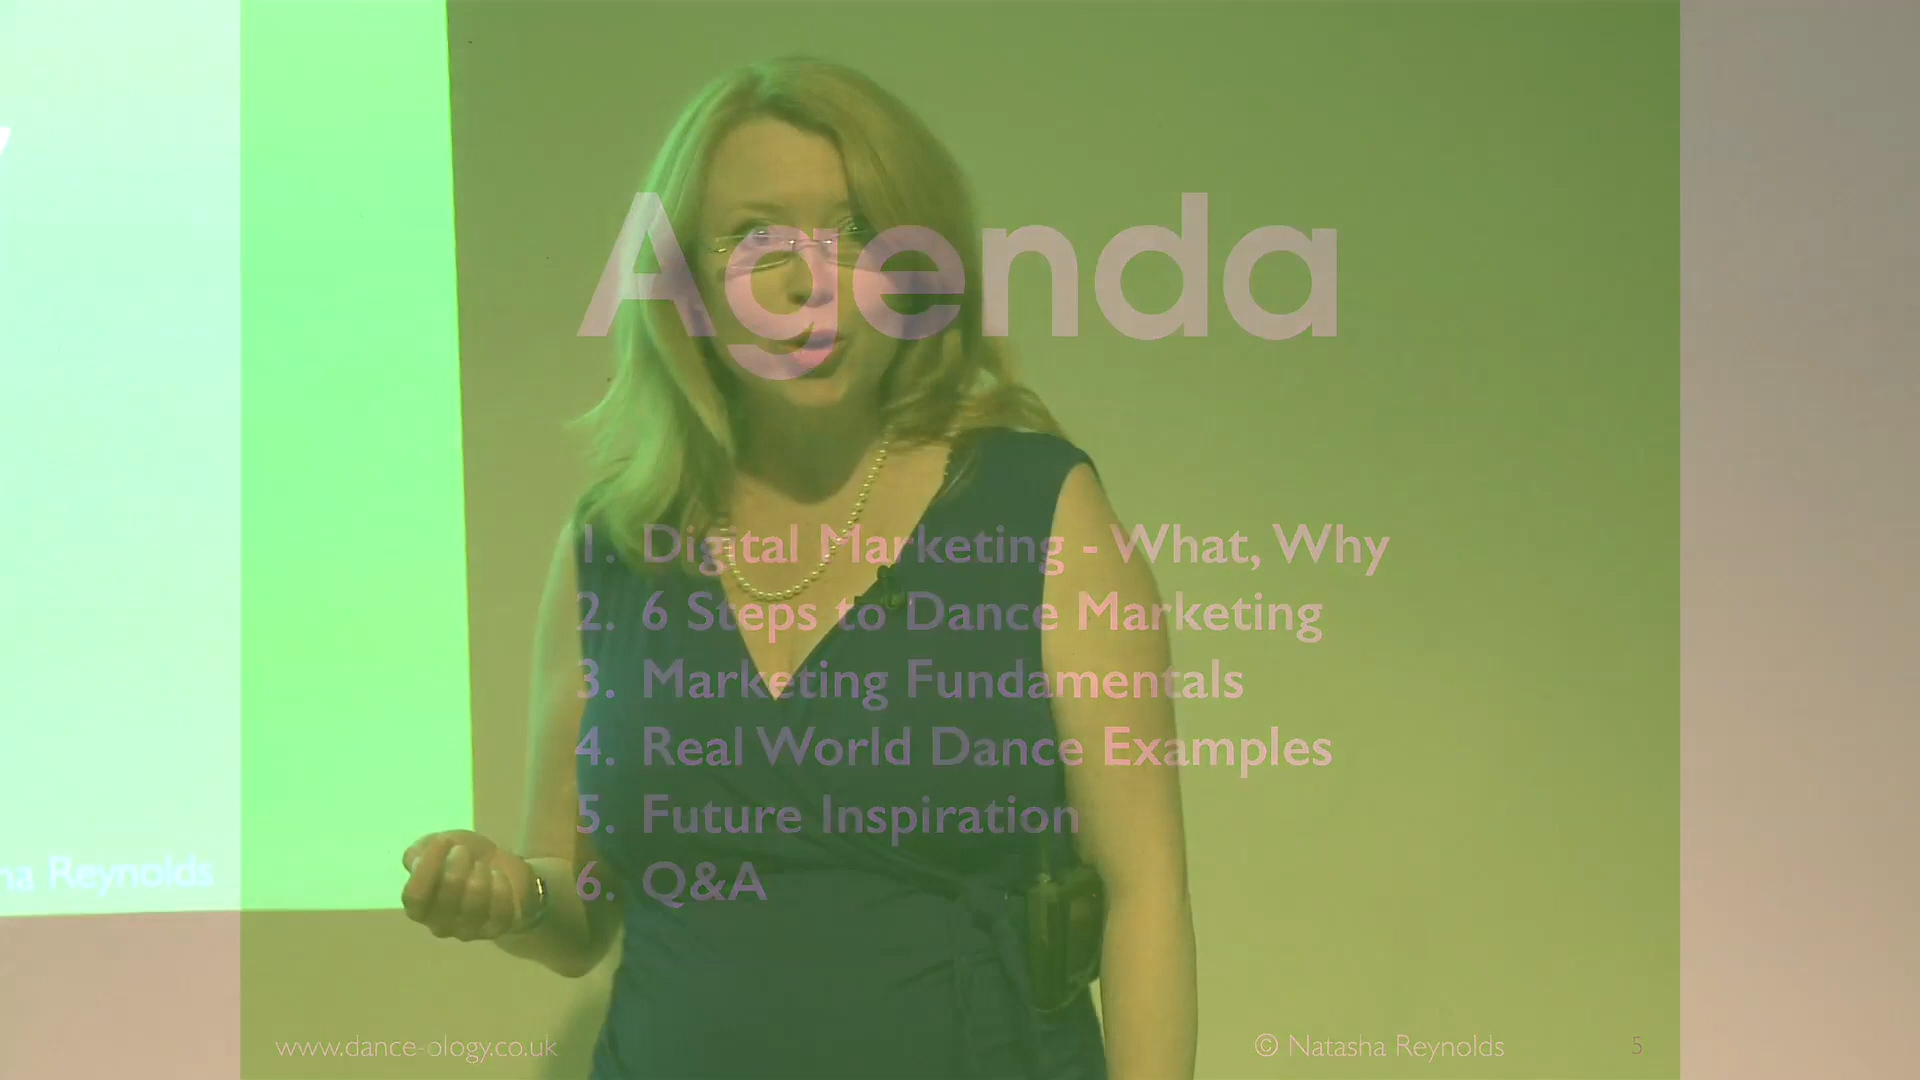 Agenda
1. Digital Marketing - What, Why
2. 6 Steps to Dance Marketing
3. Marketing Fundamentals
4. Real World Dance Examples
5. Future Inspiration
6. Q&A
Reynolds
www.dance-ology.co.uk
© Natasha Reynolds
5